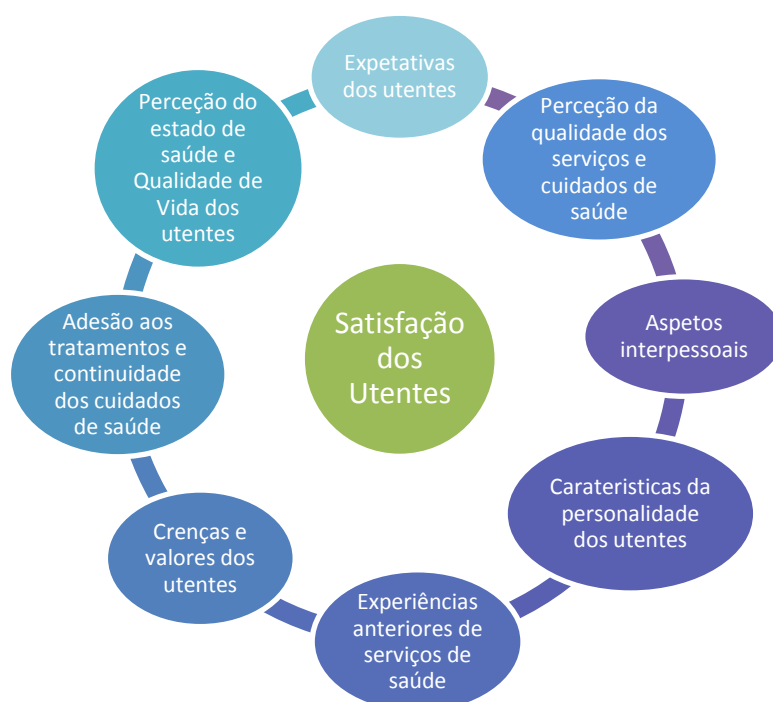 Expetativas
dos utentes
Perceção da
qualidade dos
serviços e
cuidados de
saúde
Aspetos
interpessoais
Carateristicas da
personalidade
dos utentes
Experiências
anteriores de
serviços de
saúde
Crenças e
valores dos
utentes
Adesão aos
tratamentos e
continuidade
dos cuidados
de saúde
Perceção do
estado de
saúde e
Qualidade de
Vida dos
utentes
Satisfação
dos
Utentes